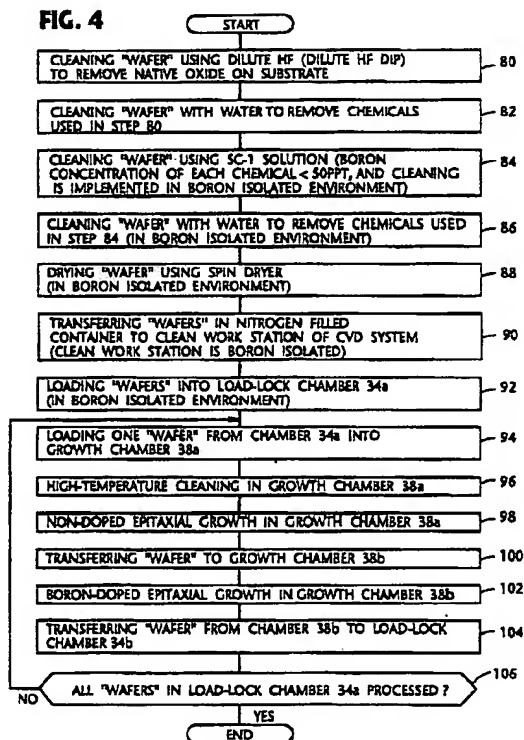 FIG. 4
START
CLEANING "WAFER" USING DILUTE HF (DILUTE HF DIP)
TO REMOVE NATIVE OXIDE ON SUBSTRATE
80
CLEANING "WAFER" WITH WATER TO REMOVE CHEMICALS
USED IN STEP 80
82
CLEANING "WAFER" USING SC-1 SOLUTION (BORON
CONCENTRATION OF EACH CHEMICAL < 50PPT, AND CLEANING
IS IMPLEMENTED IN BORON ISOLATED ENVIRONMENT)
84
CLEANING "WAFER" WITH WATER TO REMOVE CHEMICALS USED
IN STEP 84 (IN BORON ISOLATED ENVIRONMENT)
86
DRYING "WAFER" USING SPIN DRYER
(IN BORON ISOLATED ENVIRONMENT)
88
TRANSFERRING "WAFERS" IN NITROGEN FILLED
CONTAINER TO CLEAN WORK STATION OF CVD SYSTEM
(CLEAN WORK STATION IS BORON ISOLATED)
90
LOADING "WAFERS" INTO LOAD-LOCK CHAMBER 34a
(IN BORON ISOLATED ENVIRONMENT)
92
LOADING ONE "WAFER" FROM CHAMBER 34a INTO
GROWTH CHAMBER 38a
94
HIGH-TEMPERATURE CLEANING IN GROWTH CHAMBER 38a
96
NON-DOPED EPITAXIAL GROWTH IN GROWTH CHAMBER 38a
98
TRANSFERRING "WAFER" TO GROWTH CHAMBER 38b
100
BORON-DOPED EPITAXIAL GROWTH IN GROWTH CHAMBER 38b
102
TRANSFERRING "WAFER" FROM CHAMBER 38b TO LOAD-LOCK
CHAMBER 34b
104
106
ALL "WAFERS" IN LOAD-LOCK CHAMBER 34a PROCESSED ?
NO
YES
END